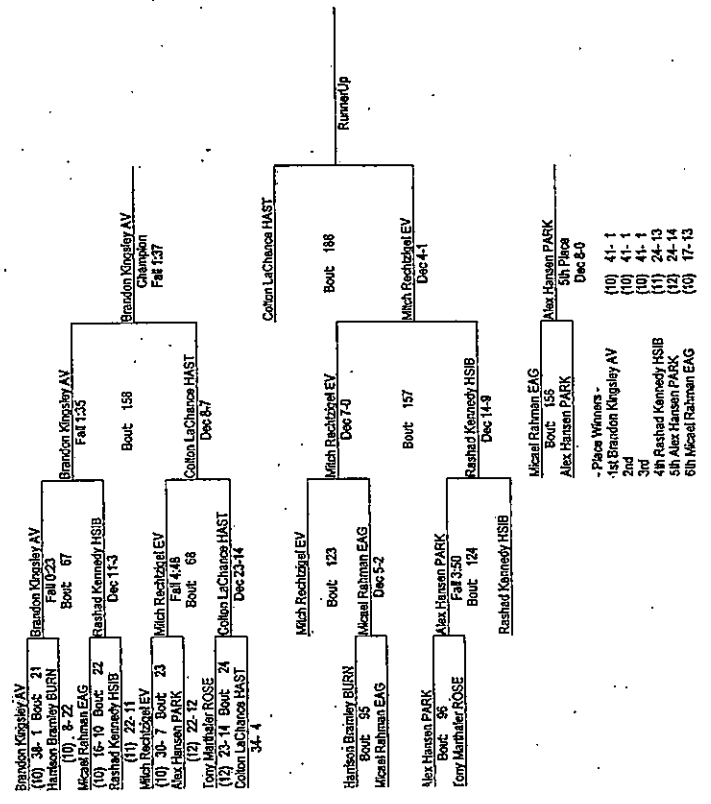 Brandon Kingsley AV
(10) 38- 1 Bout: 21
Harrison Bramley BURN
(10) 8-22
Micael Rahman EAG
(10) 16-10 Bout: 22
Rashad Kennedy HSIB
(11) 22-11
Mitch Rechtzigel EV
(10) 30- 7 Bout: 23
Alex Hansen PARK
(12) 22-12
Tony Marthaler ROSE
(12) 23-14 Bout: 24
Colton LaChance HAST
34- 4
Brandon Kingsley AV
Fall 0:23
Bout: 67
Rashad Kennedy HSIB
Dec 11-3
Mitch Rechtzigel EV
Fall 4:48
Bout: 68
Colton LaChance HAST
Dec 23-14
Brandon Kingsley AV
Fall 1:35
Bout: 158
Colton LaChance HAST
Dec 8-7
Brandon Kingsley AV
Champion
Fall 1:37
Harrison Bramley BURN
Bout: 95
Micael Rahman EAG
Alex Hansen PARK
Bout: 96
Tony Marthaler ROSE
Mitch Rechtzigel EV
Bout: 123
Micael Rahman EAG
Dec 5-2
Alex Hansen PARK
Fall 3:50
Bout: 124
Rashad Kennedy HSIB
Mitch Rechtzigel EV
Dec 7-0
Bout: 157
Rashad Kennedy HSIB
Dec 14-9
Colton LaChance HAST
Bout: 188
Mitch Rechtzigel EV
Dec 4-1
RunnerUp
Micael Rahman EAG
Bout: 156
Alex Hansen PARK
Alex Hansen PARK
5th Place
Dec 8-0
- Place Winners -
1st Brandon Kingsley AV (10) 41- 1
2nd (10) 41- 1
3rd (10) 41- 1
4th Rashad Kennedy HSIB (11) 24-13
5th Alex Hansen PARK (12) 24-14
6th Micael Rahman EAG (10) 17-13